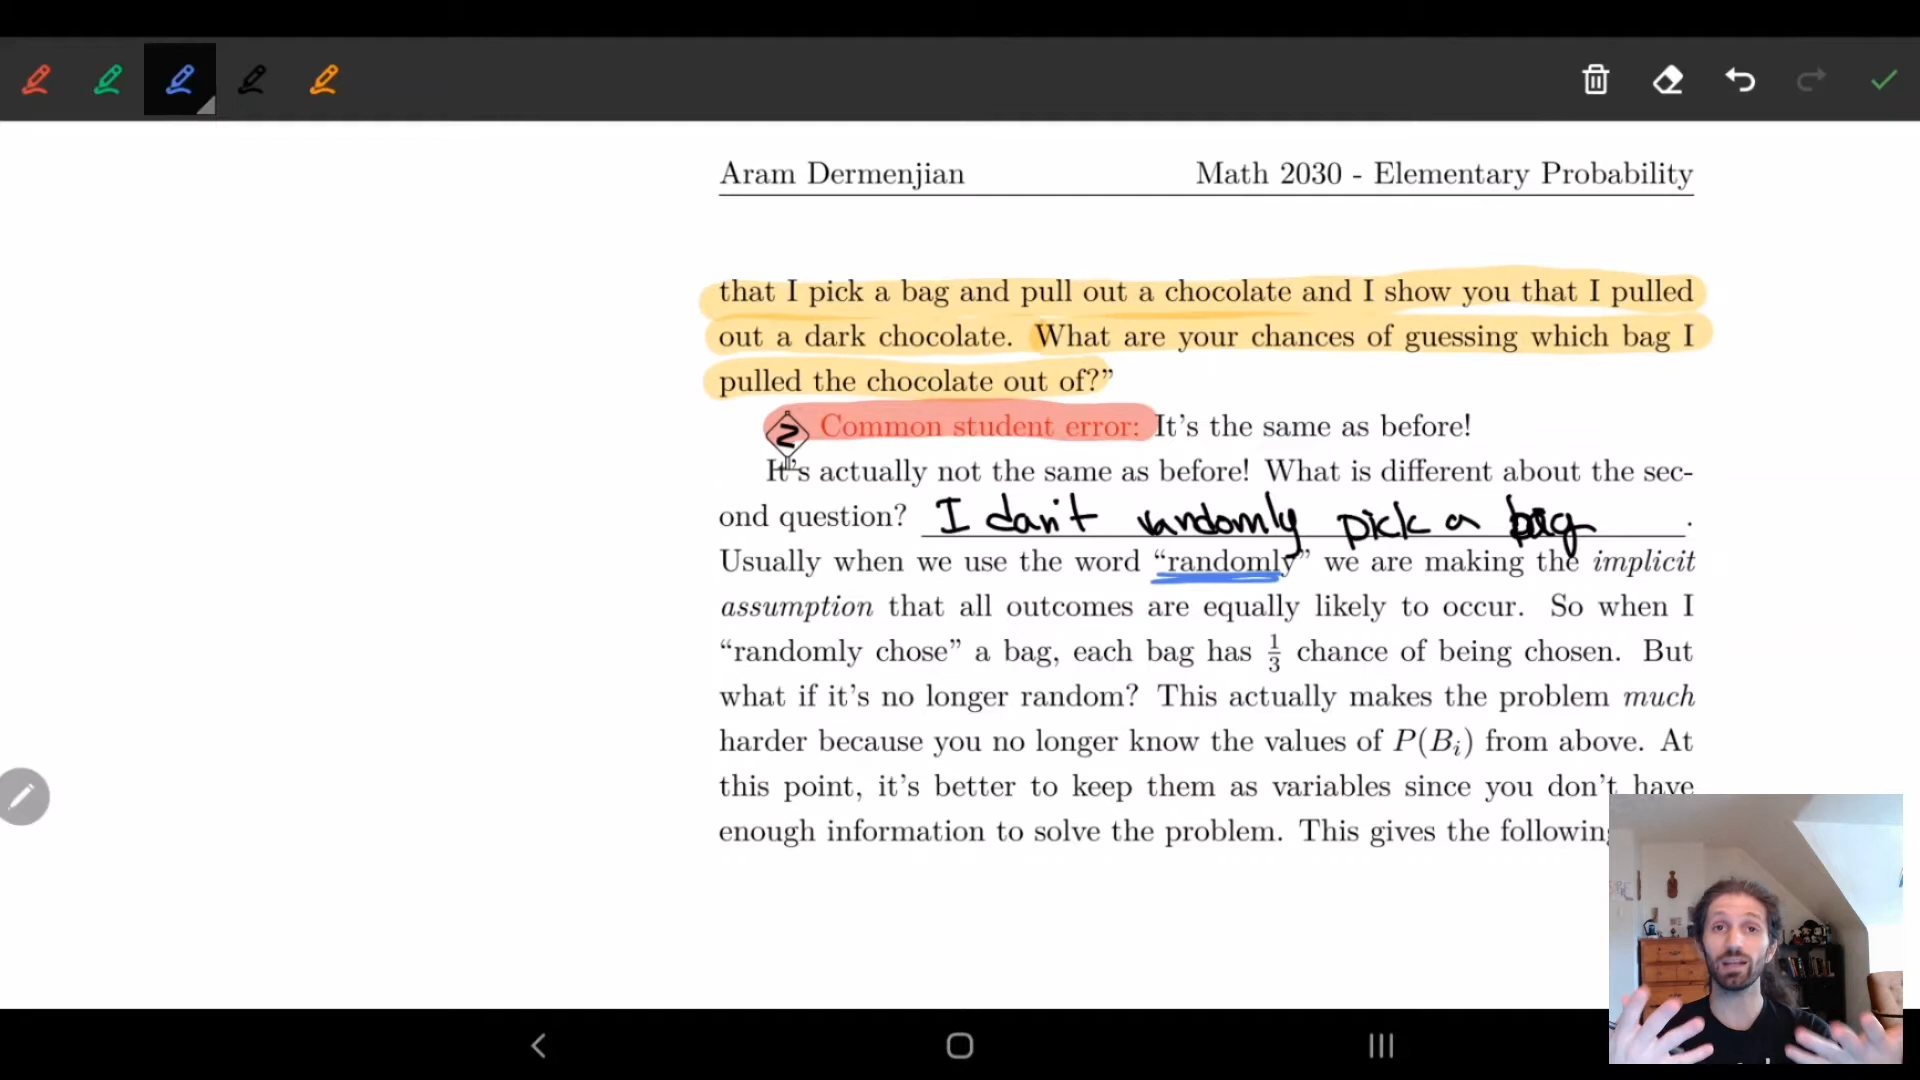 Aram Dermenjian Math 2030 - Elementary Probability
that I pick a bag and pull out a chocolate and I show you that I pulled
out a dark chocolate. What are your chances of guessing which bag I
pulled the chocolate out of?”
Common student error: It’s the same as before!
It’s actually not the same as before! What is different about the sec-
ond question? I don't randomly pick a bag.
Usually when we use the word “randomly” we are making the implicit
assumption that all outcomes are equally likely to occur. So when I
“randomly chose” a bag, each bag has 1/3 chance of being chosen. But
what if it’s no longer random? This actually makes the problem much
harder because you no longer know the values of P(B_i) from above. At
this point, it’s better to keep them as variables since you don’t have
enough information to solve the problem. This gives the following